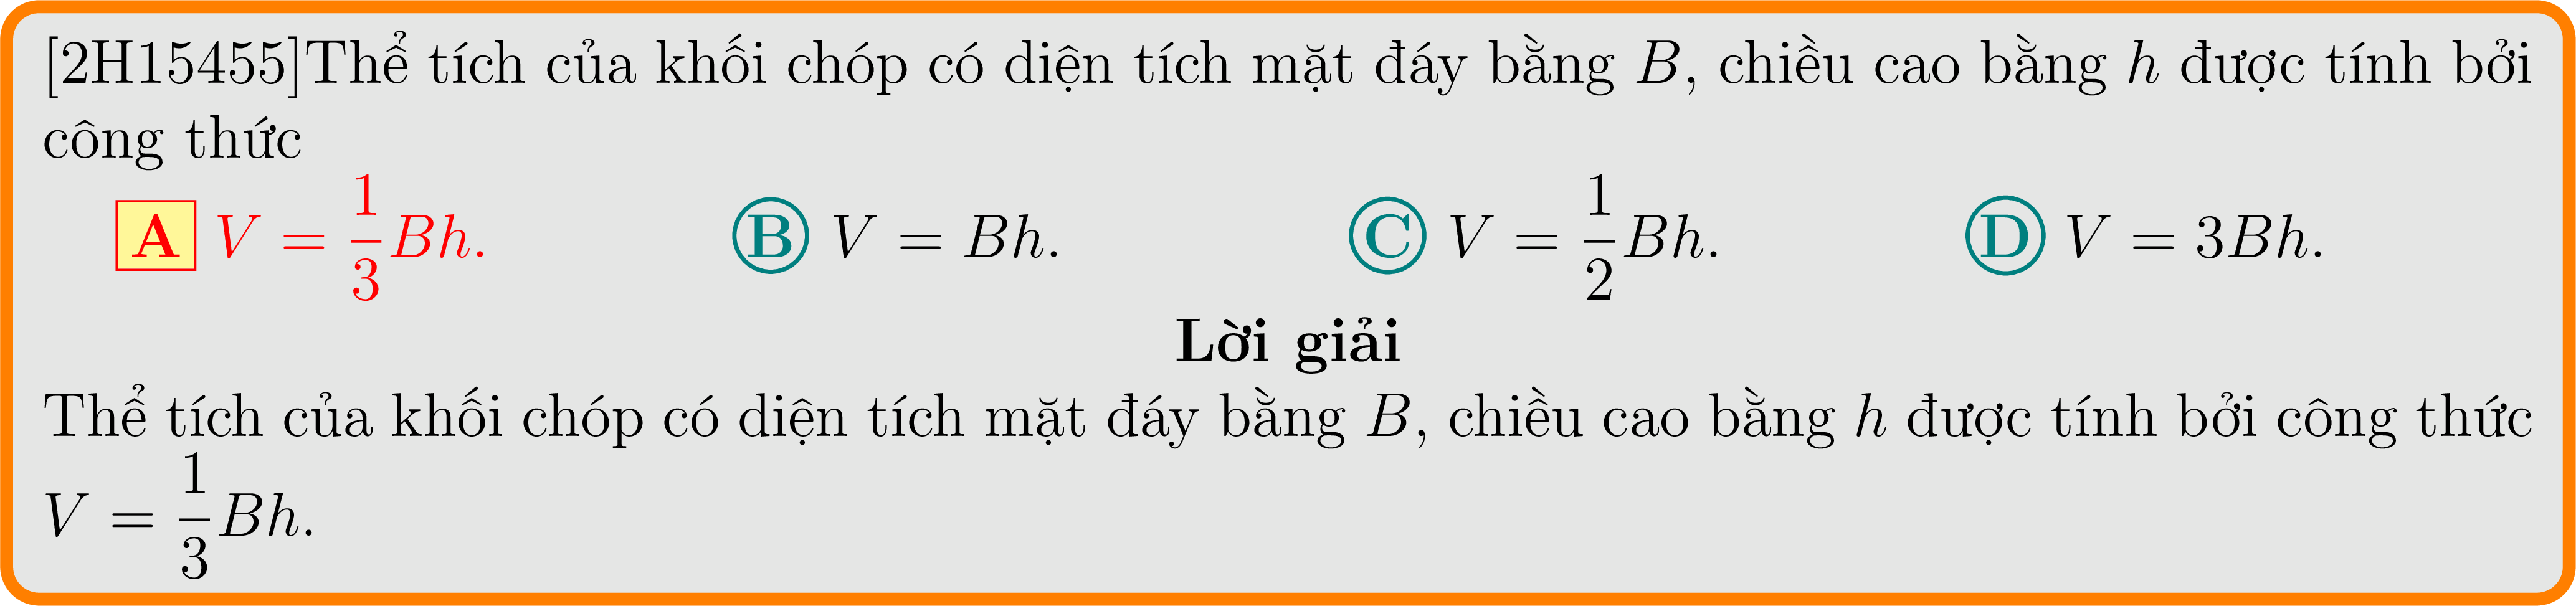 [2H15455]Thể tích của khối chóp có diện tích mặt đáy bằng B, chiều cao bằng h được tính bởi
công thức
A V = \frac{1}{3}Bh. B V = Bh. C V = \frac{1}{2}Bh. D V = 3Bh.
Lời giải
Thể tích của khối chóp có diện tích mặt đáy bằng B, chiều cao bằng h được tính bởi công thức
V = \frac{1}{3}Bh.